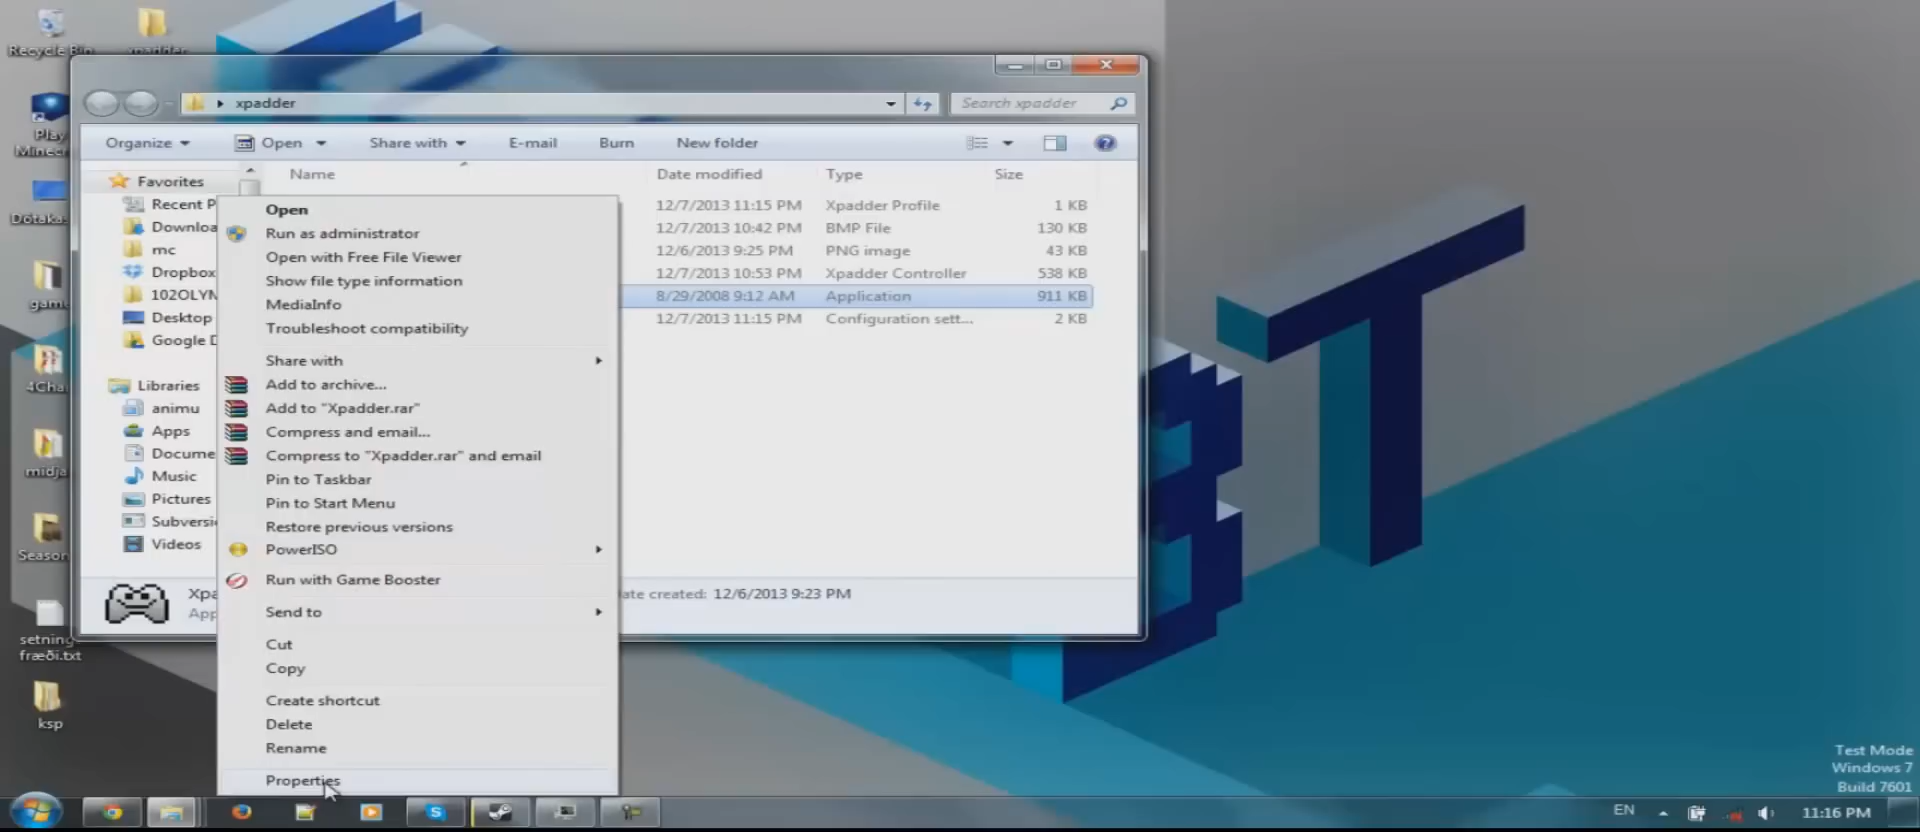 Recycle Bin
xpadder
Play
xpadder
Search xpadder
Organize
Open
Share with
E-mail
Burn
New folder
Name
Date modified
Type
Size
Favorites
Recent P
Downloa
mc
Dropbox
Desktop
Google D
Libraries
animu
Apps
Docume
Music
Pictures
Subversi
Videos
12/7/2013 11:15 PM Xpadder Profile 1 KB
12/7/2013 10:42 PM BMP File 130 KB
12/6/2013 9:25 PM PNG image 43 KB
12/7/2013 10:53 PM Xpadder Controller 538 KB
8/29/2008 9:12 AM Application 911 KB
12/7/2013 11:15 PM Configuration sett... 2 KB
Open
Run as administrator
Open with Free File Viewer
Show file type information
MediaInfo
Troubleshoot compatibility
Share with
Add to archive...
Add to "Xpadder.rar"
Compress and email...
Compress to "Xpadder.rar" and email
Pin to Taskbar
Pin to Start Menu
Restore previous versions
PowerISO
Run with Game Booster
Send to
Cut
Copy
Create shortcut
Delete
Rename
Properties
Xpa
App
ate created: 12/6/2013 9:23 PM
midja
Season
setning
fræði.txt
ksp
Test Mode
Windows 7
Build 7601
EN
11:16 PM